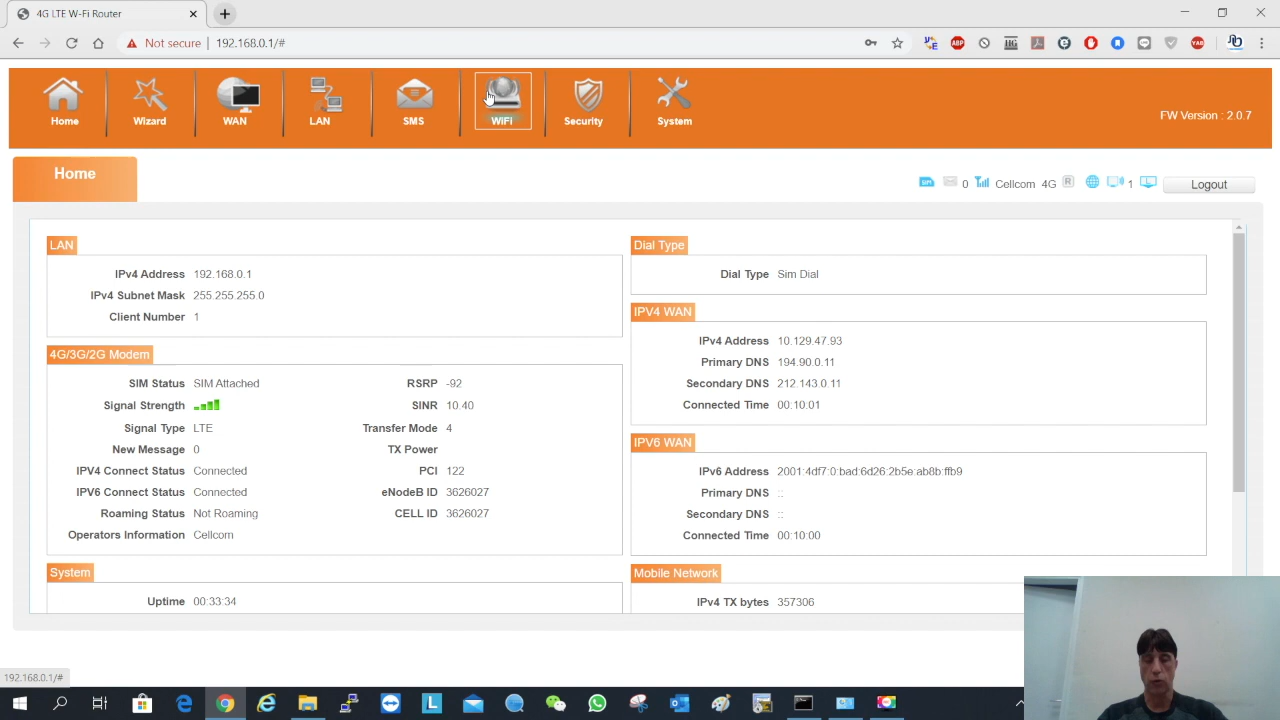 4G LTE W-Fi Router
Not secure 192.168.0.1/#
Home
Wizard
WAN
LAN
SMS
WIFI
Security
System
FW Version : 2.0.7
Home
0 Cellcom 4G R 1 Logout
LAN
IPv4 Address 192.168.0.1
IPv4 Subnet Mask 255.255.255.0
Client Number 1
4G/3G/2G Modem
SIM Status SIM Attached RSRP -92
Signal Strength SINR 10.40
Signal Type LTE Transfer Mode 4
New Message 0 TX Power
IPV4 Connect Status Connected PCI 122
IPV6 Connect Status Connected eNodeB ID 3626027
Roaming Status Not Roaming CELL ID 3626027
Operators Information Cellcom
System
Uptime 00:33:34
Dial Type
Dial Type Sim Dial
IPV4 WAN
IPv4 Address 10.129.47.93
Primary DNS 194.90.0.11
Secondary DNS 212.143.0.11
Connected Time 00:10:01
IPV6 WAN
IPv6 Address 2001:4df7:0:bad:6d26:2b5e:ab8b:ffb9
Primary DNS ::
Secondary DNS ::
Connected Time 00:10:00
Mobile Network
IPv4 TX bytes 357306
192.168.0.1/#